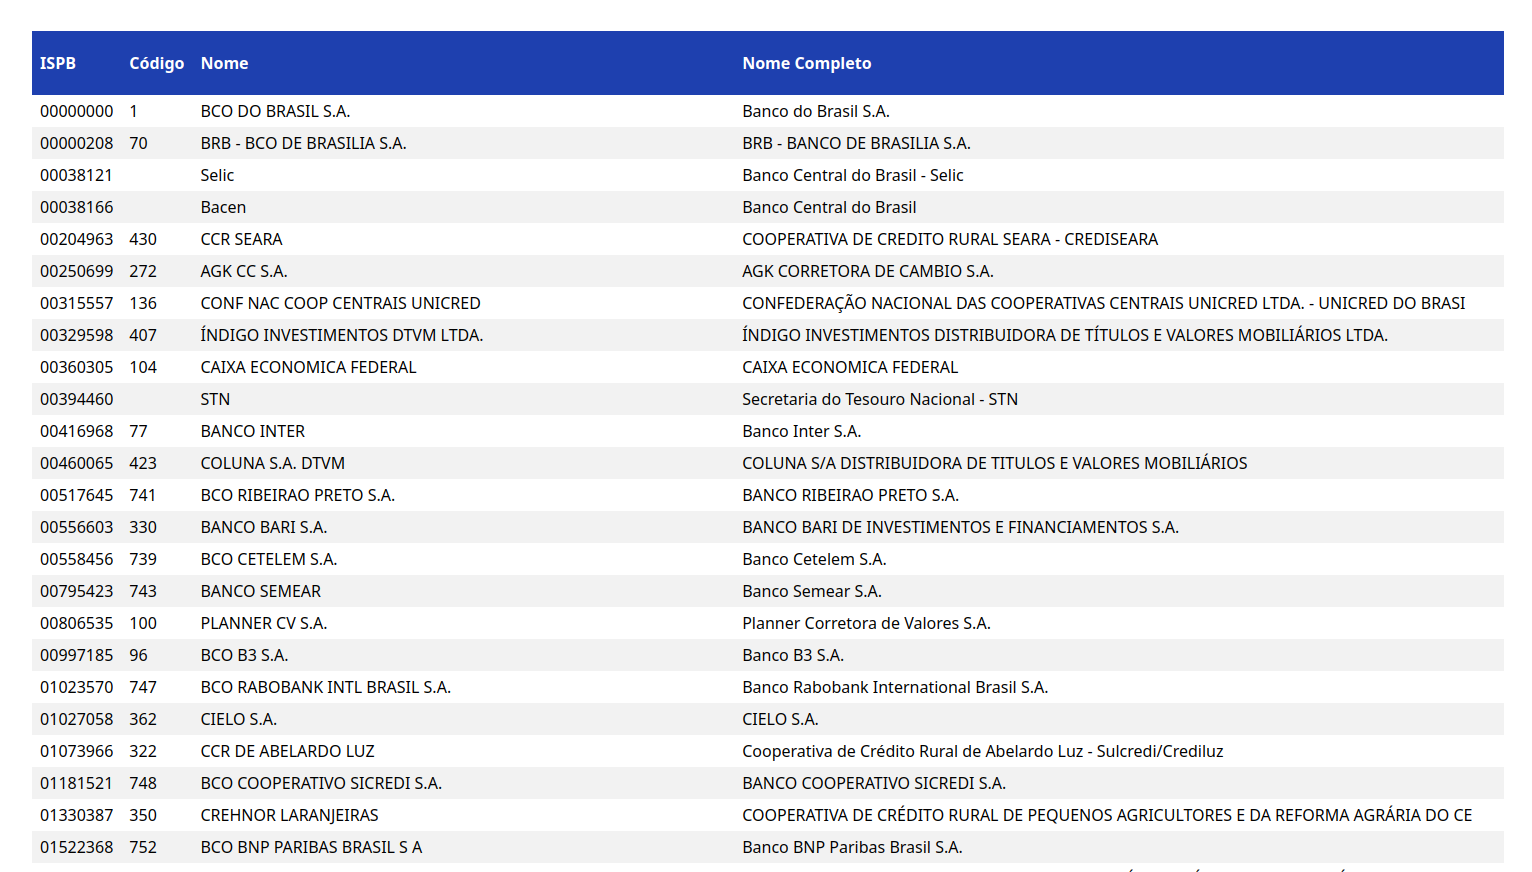 ISPB Código Nome Nome Completo
00000000 1 BCO DO BRASIL S.A. Banco do Brasil S.A.
00000208 70 BRB - BCO DE BRASILIA S.A. BRB - BANCO DE BRASILIA S.A.
00038121 Selic Banco Central do Brasil - Selic
00038166 Bacen Banco Central do Brasil
00204963 430 CCR SEARA COOPERATIVA DE CREDITO RURAL SEARA - CREDISEARA
00250699 272 AGK CC S.A. AGK CORRETORA DE CAMBIO S.A.
00315557 136 CONF NAC COOP CENTRAIS UNICRED CONFEDERAÇÃO NACIONAL DAS COOPERATIVAS CENTRAIS UNICRED LTDA. - UNICRED DO BRASI
00329598 407 ÍNDIGO INVESTIMENTOS DTVM LTDA. ÍNDIGO INVESTIMENTOS DISTRIBUIDORA DE TÍTULOS E VALORES MOBILIÁRIOS LTDA.
00360305 104 CAIXA ECONOMICA FEDERAL CAIXA ECONOMICA FEDERAL
00394460 STN Secretaria do Tesouro Nacional - STN
00416968 77 BANCO INTER Banco Inter S.A.
00460065 423 COLUNA S.A. DTVM COLUNA S/A DISTRIBUIDORA DE TITULOS E VALORES MOBILIÁRIOS
00517645 741 BCO RIBEIRAO PRETO S.A. BANCO RIBEIRAO PRETO S.A.
00556603 330 BANCO BARI S.A. BANCO BARI DE INVESTIMENTOS E FINANCIAMENTOS S.A.
00558456 739 BCO CETELEM S.A. Banco Cetelem S.A.
00795423 743 BANCO SEMEAR Banco Semear S.A.
00806535 100 PLANNER CV S.A. Planner Corretora de Valores S.A.
00997185 96 BCO B3 S.A. Banco B3 S.A.
01023570 747 BCO RABOBANK INTL BRASIL S.A. Banco Rabobank International Brasil S.A.
01027058 362 CIELO S.A. CIELO S.A.
01073966 322 CCR DE ABELARDO LUZ Cooperativa de Crédito Rural de Abelardo Luz - Sulcredi/Crediluz
01181521 748 BCO COOPERATIVO SICREDI S.A. BANCO COOPERATIVO SICREDI S.A.
01330387 350 CREHNOR LARANJEIRAS COOPERATIVA DE CRÉDITO RURAL DE PEQUENOS AGRICULTORES E DA REFORMA AGRÁRIA DO CE
01522368 752 BCO BNP PARIBAS BRASIL S A Banco BNP Paribas Brasil S.A.